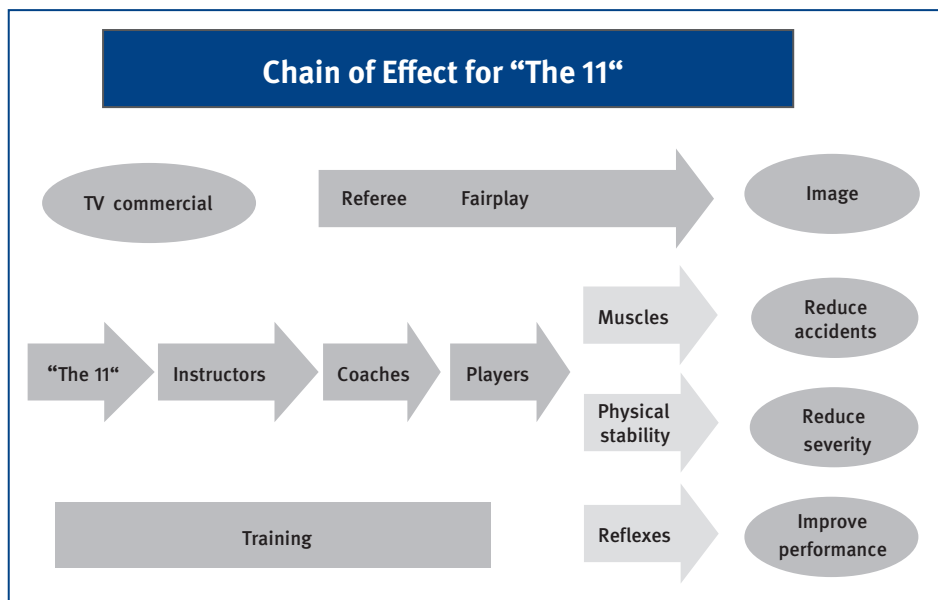 Chain of Effect for “The 11“
TV commercial
Referee Fairplay
Image
“The 11“
Instructors
Coaches
Players
Muscles
Reduce
accidents
Physical
stability
Reduce
severity
Training
Reflexes
Improve
performance